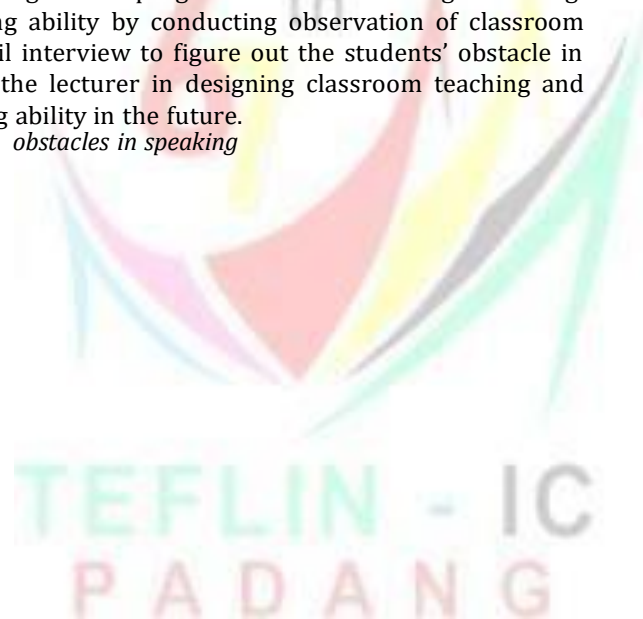 ng ability by conducting observation of classroom
il interview to figure out the students' obstacle in
the lecturer in designing classroom teaching and
g ability in the future.
obstacles in speaking
TEFLIN - IC
PADANG